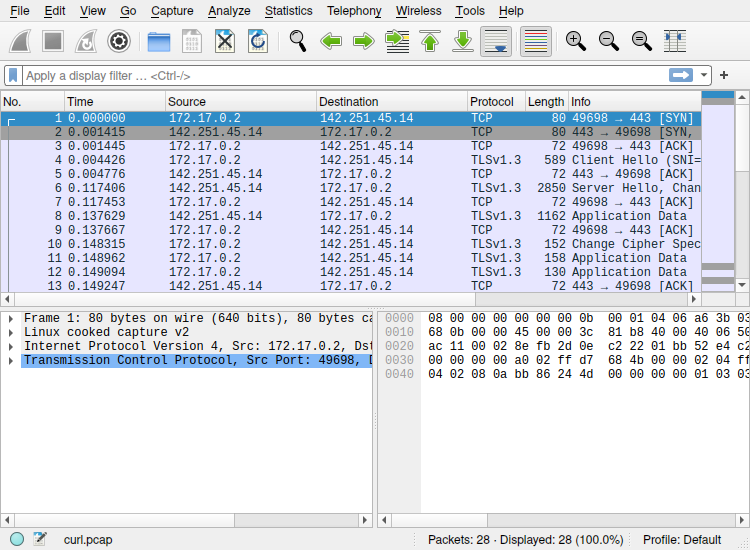 File Edit View Go Capture Analyze Statistics Telephony Wireless Tools Help
Apply a display filter … <Ctrl-/>
No. Time Source Destination Protocol Length Info
1 0.000000 172.17.0.2 142.251.45.14 TCP 80 49698 → 443 [SYN]
2 0.001415 142.251.45.14 172.17.0.2 TCP 80 443 → 49698 [SYN,
3 0.001445 172.17.0.2 142.251.45.14 TCP 72 49698 → 443 [ACK]
4 0.004426 172.17.0.2 142.251.45.14 TLSv1.3 589 Client Hello (SNI=
5 0.004776 142.251.45.14 172.17.0.2 TCP 72 443 → 49698 [ACK]
6 0.117406 142.251.45.14 172.17.0.2 TLSv1.3 2850 Server Hello, Chan
7 0.117453 172.17.0.2 142.251.45.14 TCP 72 49698 → 443 [ACK]
8 0.137629 142.251.45.14 172.17.0.2 TLSv1.3 1162 Application Data
9 0.137667 172.17.0.2 142.251.45.14 TCP 72 49698 → 443 [ACK]
10 0.148315 172.17.0.2 142.251.45.14 TLSv1.3 152 Change Cipher Spec
11 0.148962 172.17.0.2 142.251.45.14 TLSv1.3 158 Application Data
12 0.149094 172.17.0.2 142.251.45.14 TLSv1.3 130 Application Data
13 0.149247 142.251.45.14 172.17.0.2 TCP 72 443 → 49698 [ACK]
Frame 1: 80 bytes on wire (640 bits), 80 bytes ca
Linux cooked capture v2
Internet Protocol Version 4, Src: 172.17.0.2, Dst
Transmission Control Protocol, Src Port: 49698, D
0000 08 00 00 00 00 00 00 0b 00 01 04 06 a6 3b 03
0010 68 0b 00 00 45 00 00 3c 81 b8 40 00 40 06 50
0020 ac 11 00 02 8e fb 2d 0e c2 22 01 bb 52 e4 c2
0030 00 00 00 00 a0 02 ff d7 68 4b 00 00 02 04 ff
0040 04 02 08 0a bb 86 24 4d 00 00 00 00 01 03 03
curl.pcap Packets: 28 · Displayed: 28 (100.0%) Profile: Default